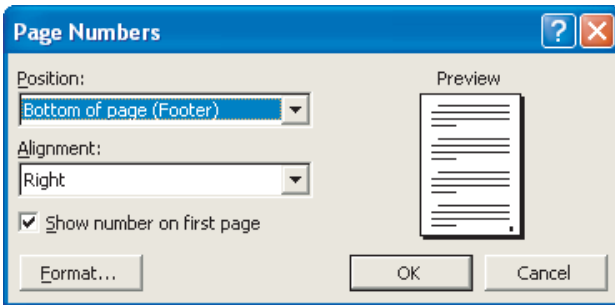 Page Numbers
Position:
Preview
Bottom of page (Footer)
Alignment:
Right
Show number on first page
Format...
OK
Cancel